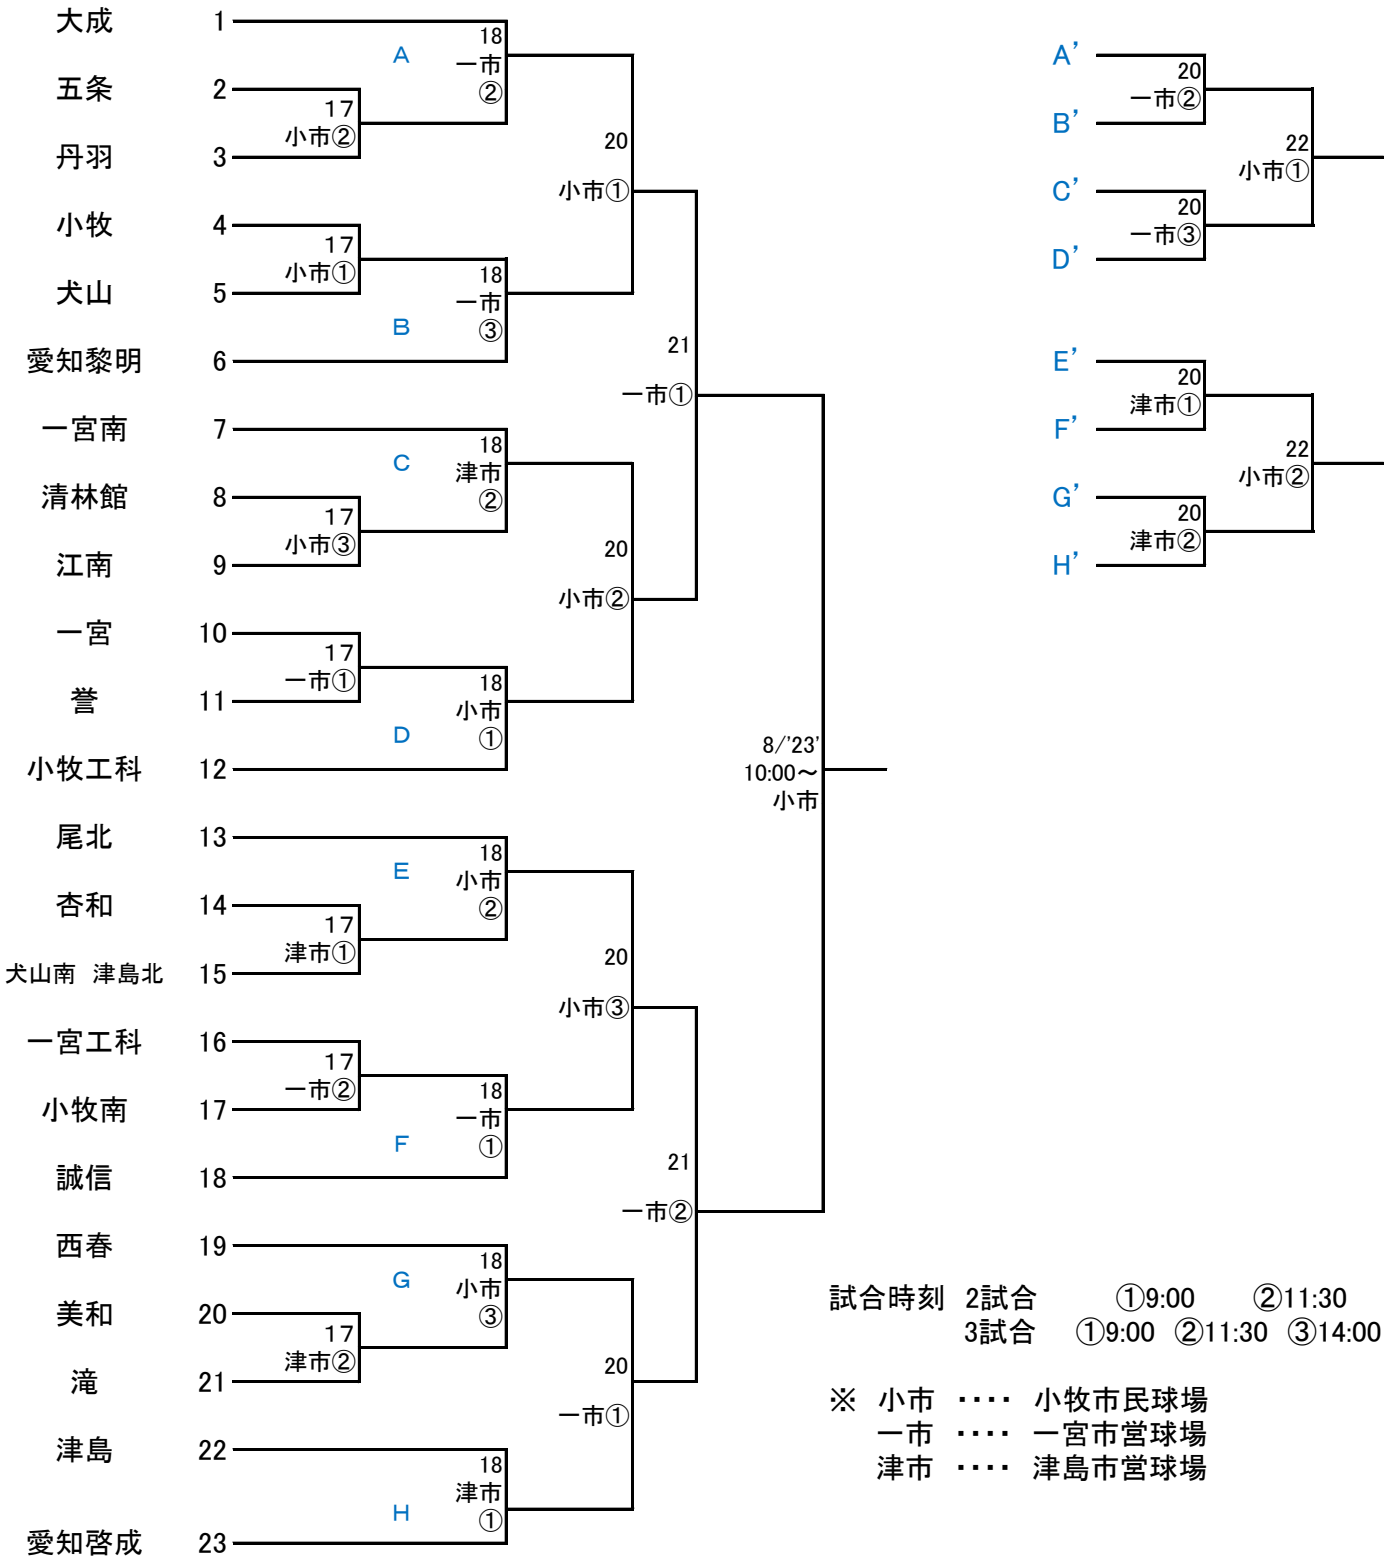 大成 1
18
一市
②
A
五条 2
17
小市②
丹羽 3
20
小市①
小牧 4
17
小市①
犬山 5
18
一市
③
B
愛知黎明 6
21
一市①
一宮南 7
18
津市
②
C
清林館 8
17
小市③
江南 9
20
小市②
一宮 10
17
一市①
誉 11
18
小市
①
D
小牧工科 12
8/'23'
10:00～
小市
尾北 13
18
小市
②
E
杏和 14
17
津市①
犬山南 津島北 15
20
小市③
一宮工科 16
17
一市②
小牧南 17
18
一市
①
F
誠信 18
21
一市②
西春 19
18
小市
③
G
美和 20
17
津市②
滝 21
20
一市①
津島 22
18
津市
①
H
愛知啓成 23
A’
20
一市②
B’
22
小市①
C’
20
一市③
D’
E’
20
津市①
F’
22
小市②
G’
20
津市②
H’
試合時刻 2試合 ①9:00 ②11:30
3試合 ①9:00 ②11:30 ③14:00
※ 小市 ‥‥ 小牧市民球場
一市 ‥‥ 一宮市営球場
津市 ‥‥ 津島市営球場